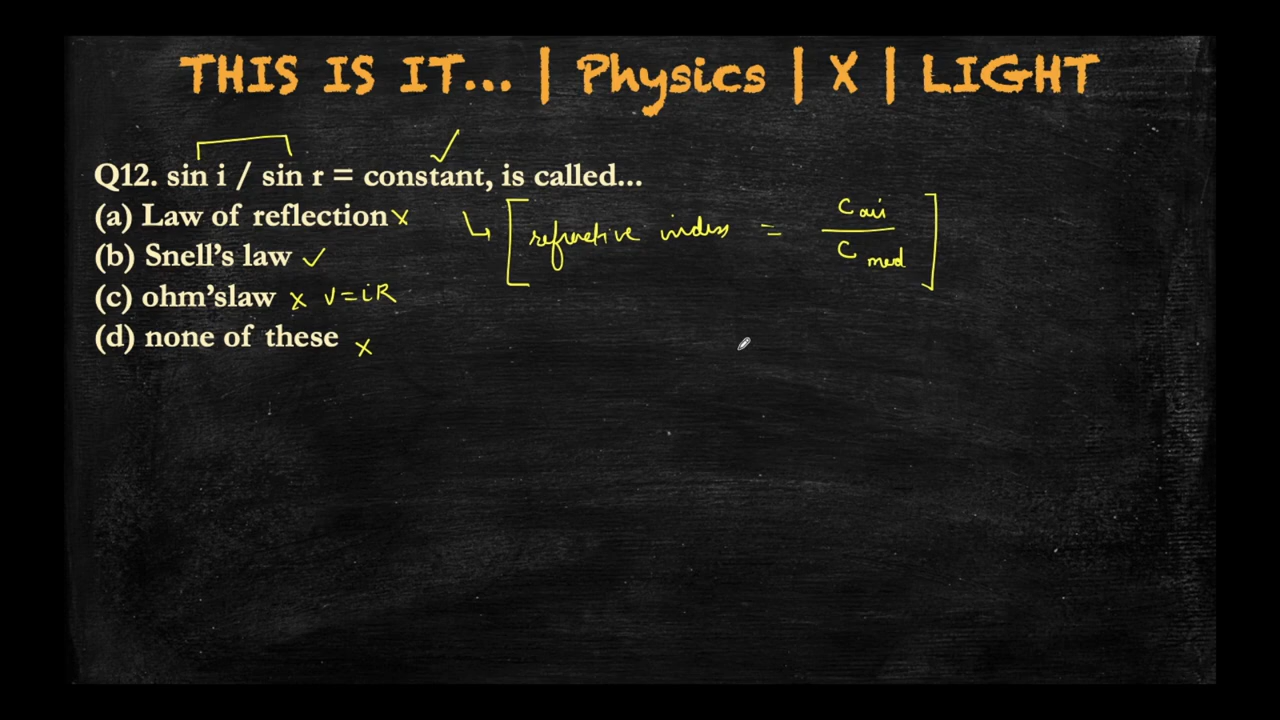 THIS IS IT... | Physics | X | LIGHT
Q12. sin i / sin r = constant, is called...
(a) Law of reflection x
(b) Snell's law ✓
(c) ohm'slaw x v=iR
(d) none of these x
refractive index = C air / C med